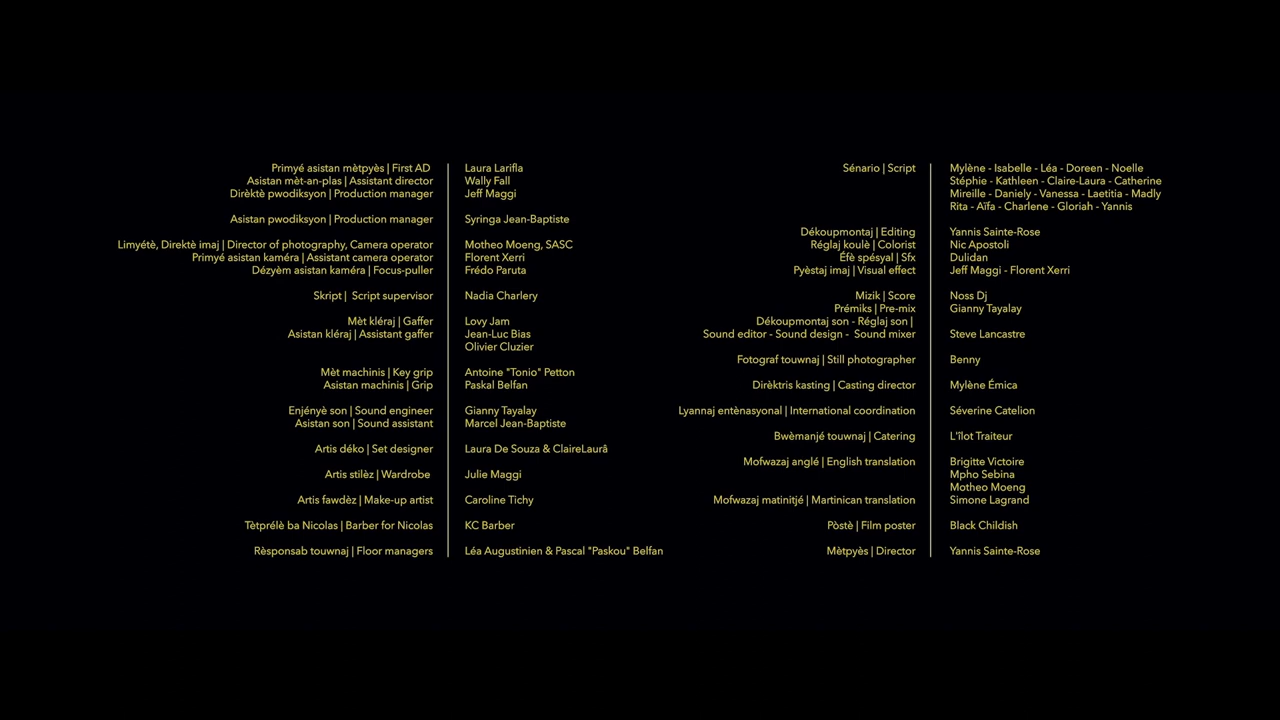 Primyé asistan mètpyès | First AD Laura Larifla
Asistan mèt-an-plas | Assistant director Wally Fall
Dirèktè pwodiksyon | Production manager Jeff Maggi
Asistan pwodiksyon | Production manager Syringa Jean-Baptiste
Limyétè, Direktè imaj | Director of photography, Camera operator Motheo Moeng, SASC
Primyé asistan kaméra | Assistant camera operator Florent Xerri
Dézyèm asistan kaméra | Focus-puller Frédo Paruta
Skript | Script supervisor Nadia Charlery
Mèt kléraj | Gaffer Lovy Jam
Asistan kléraj | Assistant gaffer Jean-Luc Bias
Olivier Cluzier
Mèt machinis | Key grip Antoine "Tonio" Petton
Asistan machinis | Grip Paskal Belfan
Enjényè son | Sound engineer Gianny Tayalay
Asistan son | Sound assistant Marcel Jean-Baptiste
Artis déko | Set designer Laura De Souza & ClaireLaurâ
Artis stilèz | Wardrobe Julie Maggi
Artis fawdèz | Make-up artist Caroline Tichy
Tètprélè ba Nicolas | Barber for Nicolas KC Barber
Rèsponsab touwnaj | Floor managers Léa Augustinien & Pascal "Paskou" Belfan
Sénario | Script Mylène - Isabelle - Léa - Doreen - Noelle
Stéphie - Kathleen - Claire-Laura - Catherine
Mireille - Daniely - Vanessa - Laetitia - Madly
Rita - Aïfa - Charlene - Gloriah - Yannis
Dékoupmontaj | Editing Yannis Sainte-Rose
Réglaj koulè | Colorist Nic Apostoli
Éfè spésyal | Sfx Dulidan
Pyèstaj imaj | Visual effect Jeff Maggi - Florent Xerri
Mizik | Score Noss Dj
Prémiks | Pre-mix Gianny Tayalay
Dékoupmontaj son - Réglaj son |
Sound editor - Sound design - Sound mixer Steve Lancastre
Fotograf touwnaj | Still photographer Benny
Dirèktris kasting | Casting director Mylène Émica
Lyannaj entènasyonal | International coordination Séverine Catelion
Bwèmanjé touwnaj | Catering L'îlot Traiteur
Mofwazaj anglé | English translation Brigitte Victoire
Mpho Sebina
Motheo Moeng
Mofwazaj matinitjé | Martinican translation Simone Lagrand
Pòstè | Film poster Black Childish
Mètpyès | Director Yannis Sainte-Rose